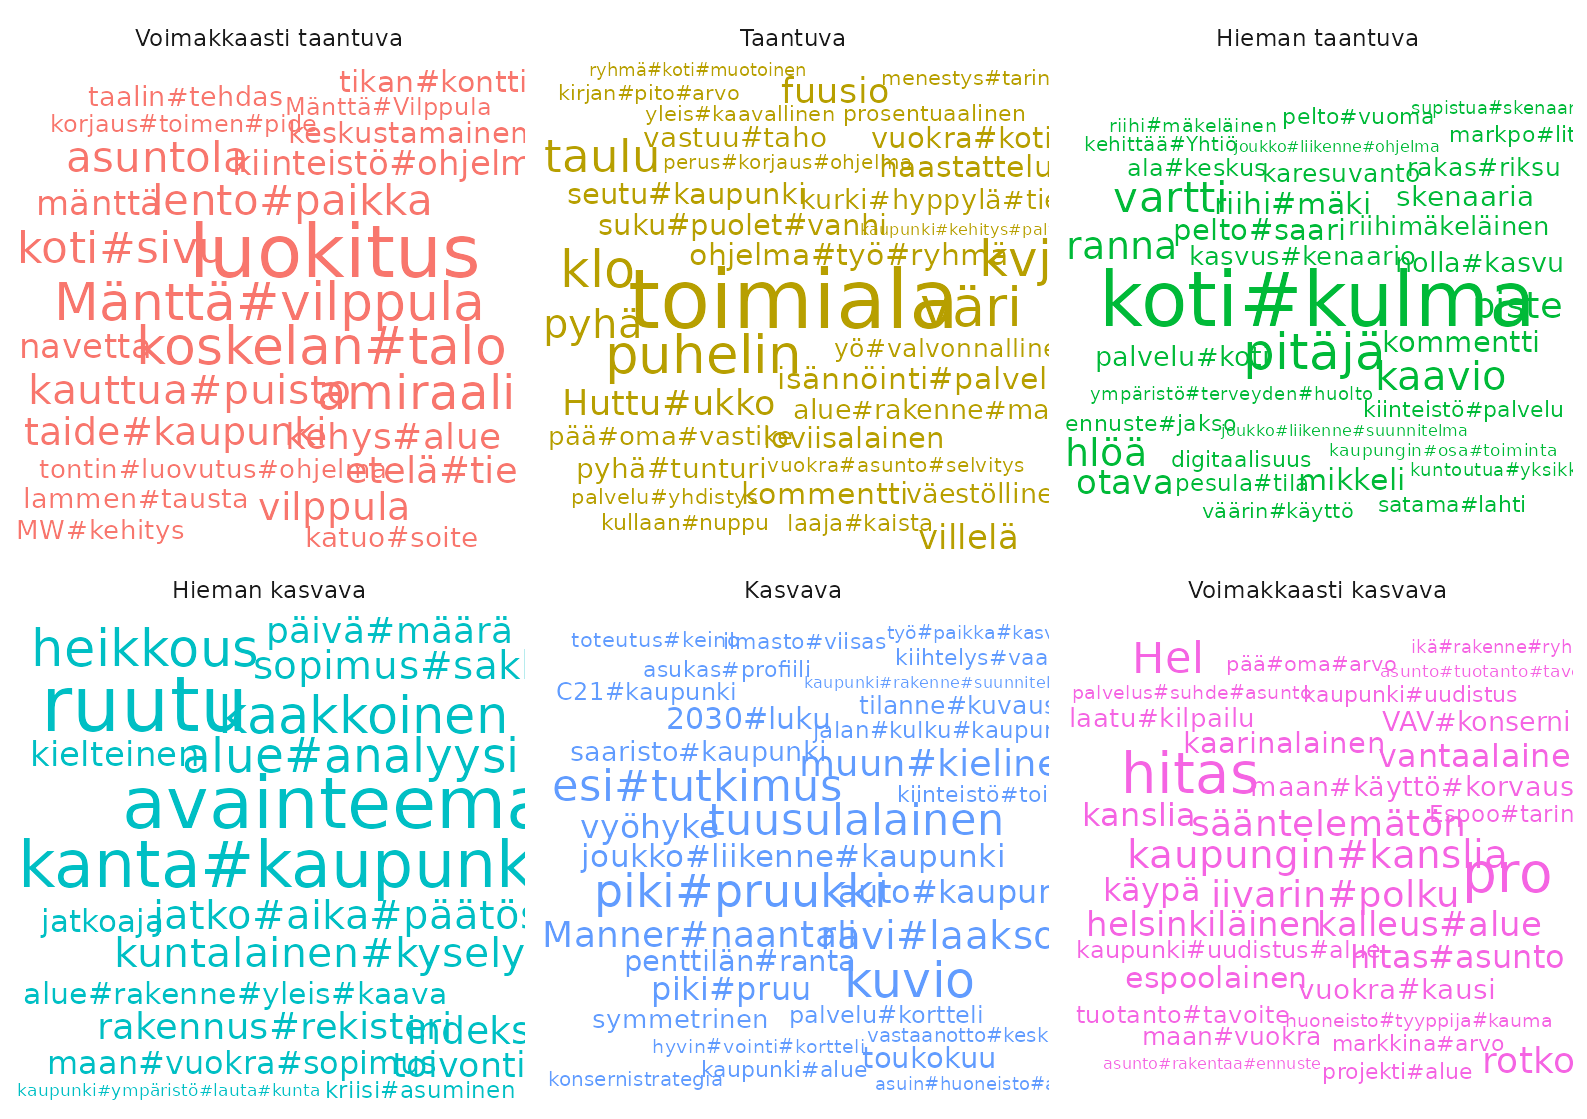 Voimakkaasti taantuva
tikan#kontti
taalin#tehdas
Mänttä#Vilppula
korjaus#toimen#pide
keskustamainen
asuntola
kiinteistö#ohjelm
mänttä
lento#paikka
koti#sivu
luokitus
Mänttä#vilppula
navetta
koskelan#talo
kauttua#puisto
amiraali
taide#kaupunki
kehys#alue
tontin#luovutus#ohjelma
etelä#tie
lammen#tausta
vilppula
MW#kehitys
katuo#soite
Taantuva
ryhmä#koti#muotoinen
menestys#tarin
kirjan#pito#arvo
fuusio
yleis#kaavallinen
prosentuaalinen
vastuu#taho
vuokra#koti
taulu
perus#korjaus#ohjelma
haastattelu
seutu#kaupunki
kurki#hyppylä#tie
suku#puolet#vanhi
kaupunki#kehitys#pal
ohjelma#työ#ryhmä
kvj
klo
toimiala
väri
pyhä
puhelin
yö#valvonnalline
isännöinti#palvel
Huttu#ukko
alue#rakenne#ma
pää#oma#vastike
oviisalainen
pyhä#tunturi
vuokra#asunto#selvitys
palvelu#yhdistys
kommentti
väestölline
kullaan#nuppu
laaja#kaista
villelä
Hieman taantuva
supistua#skenaar
pelto#vuoma
riihi#mäkeläinen
markpo#lit
kehittää#Yhtiö
joukko#liikenne#ohjelma
ala#keskus
karesuvanto
rakas#riksu
vartti
riihi#mäki
skenaaria
pelto#saari
riihimäkeläinen
ranna
kasvus#kenaario
nolla#kasvu
koti#kulma
piste
palvelu#koti
pitäjä
kommentti
kaavio
ympäristö#terveyden#huolto
kiinteistö#palvelu
ennuste#jakso
joukko#liikenne#suunnitelma
hlöä
kaupungin#osa#toiminta
digitaalisuus
kuntoutua#yksikk
otava
pesula#tila
mikkeli
väärin#käyttö
satama#lahti
Hieman kasvava
heikkous
päivä#määrä
sopimus#sakk
ruutu
kaakkoinen
kielteinen
alue#analyysi
avainteema
kanta#kaupunk
jatkoaja
jatko#aika#päätös
kuntalainen#kysely
alue#rakenne#yleis#kaava
rakennus#rekisteri
indeks
maan#vuokra#sopimus
toivonti
kaupunki#ympäristö#lauta#kunta
kriisi#asuminen
Kasvava
toteutus#keino
ilmasto#viisas
työ#paikka#kasv
asukas#profiili
kiihtelys#vaa
C21#kaupunki
kaupunki#rakenne#suunnitel
2030#luku
tilanne#kuvaus
jalan#kulku#kaupun
saaristo#kaupunki
muun#kieline
esi#tutkimus
kiinteistö#toi
vyöhyke
tuusulalainen
joukko#liikenne#kaupunki
piki#pruukki
auto#kaupun
Manner#naantali
ravi#laakso
penttilän#ranta
kuvio
piki#pruu
symmetrinen
palvelu#kortteli
hyvin#vointi#kortteli
vastaanotto#kesk
toukokuu
konsernistrategia
kaupunki#alue
asuin#huoneisto#a
Voimakkaasti kasvava
Hel
ikä#rakenne#ryh
pää#oma#arvo
asunto#tuotanto#tavo
palvelus#suhde#asunto
kaupunki#uudistus
laatu#kilpailu
VAV#konserni
kaarinalainen
vantaalaine
hitas
maan#käyttö#korvaus
kanslia
sääntelemätön
Espoo#tarin
kaupungin#kanslia
pro
käypä
iivarin#polku
helsinkiläinen
kalleus#alue
kaupunki#uudistus#alue
hitas#asunto
espoolainen
vuokra#kausi
tuotanto#tavoite
huoneisto#tyyppija#kauma
maan#vuokra
markkina#arvo
asunto#rakentaa#ennuste
projekti#alue
rotko